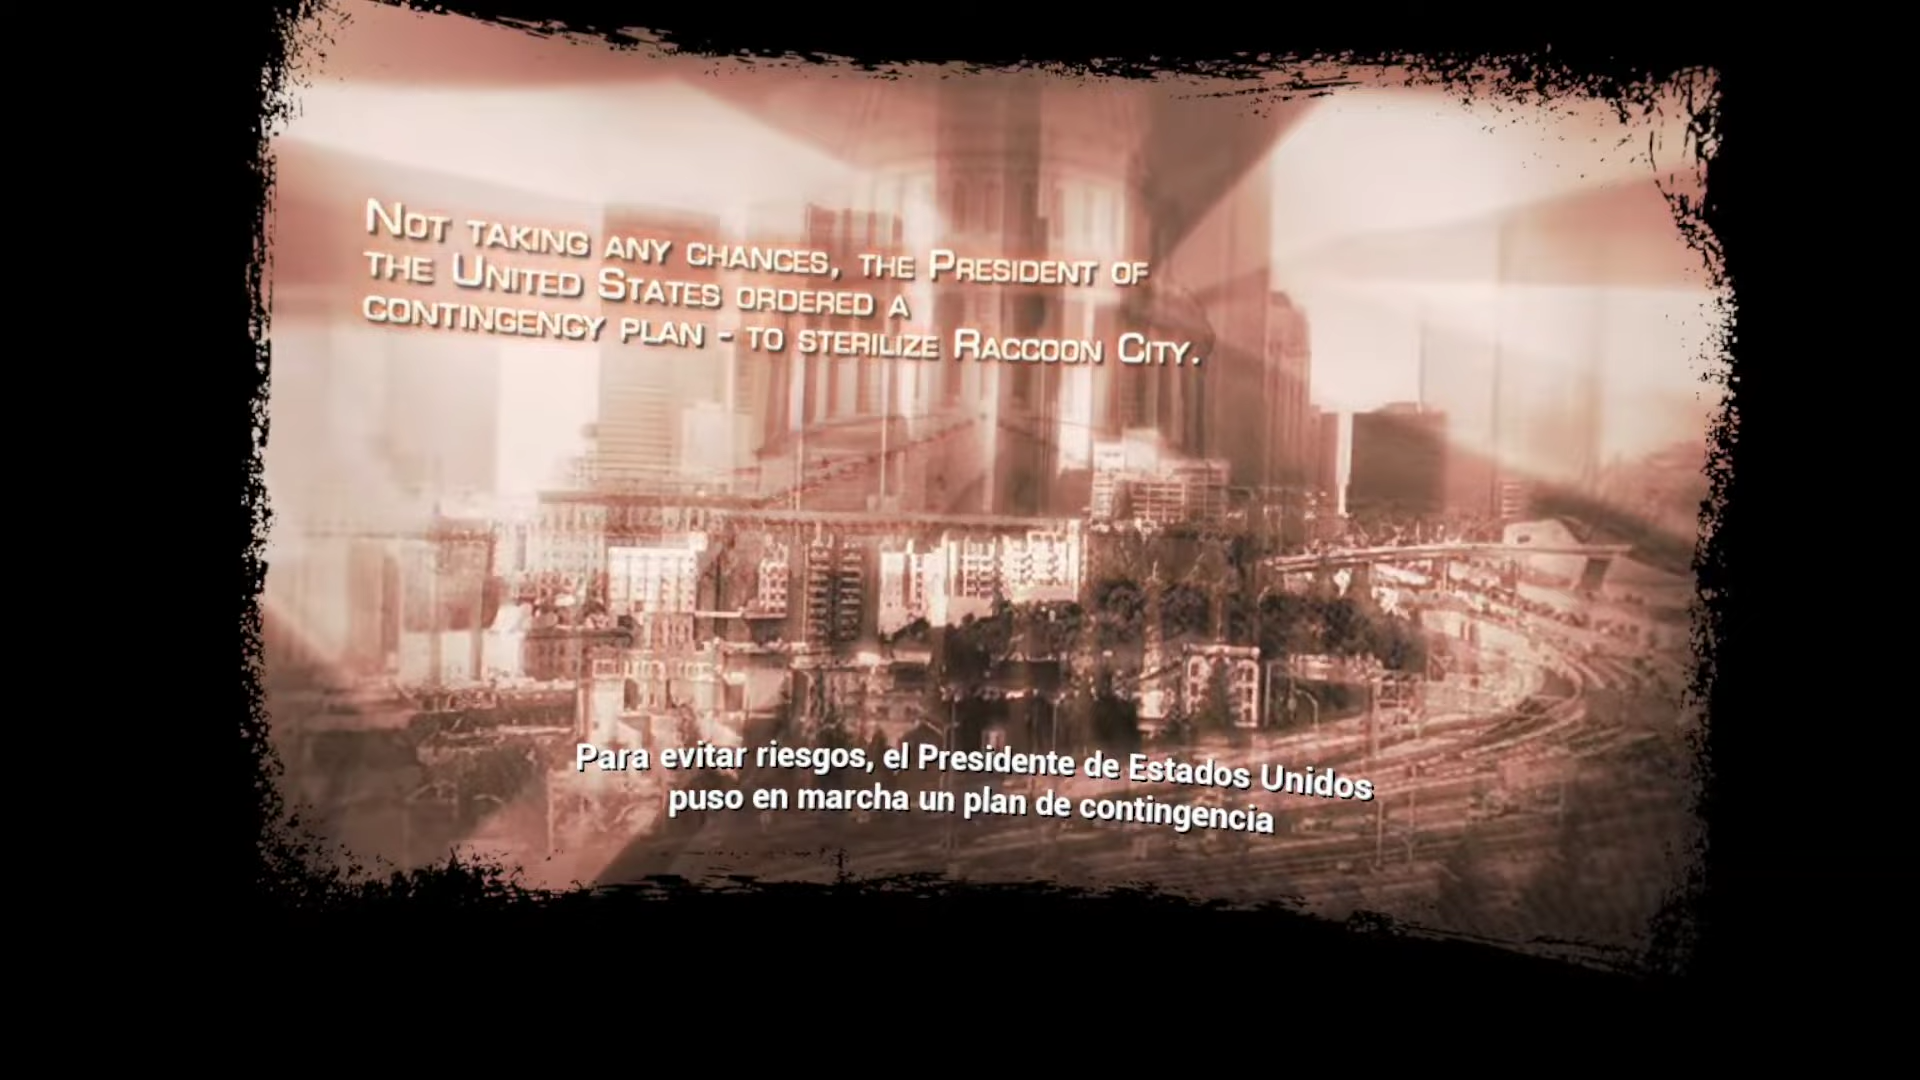 Not taking any chances, the President of
the United States ordered a
contingency plan - to sterilize Raccoon City.
Para evitar riesgos, el Presidente de Estados Unidos
puso en marcha un plan de contingencia